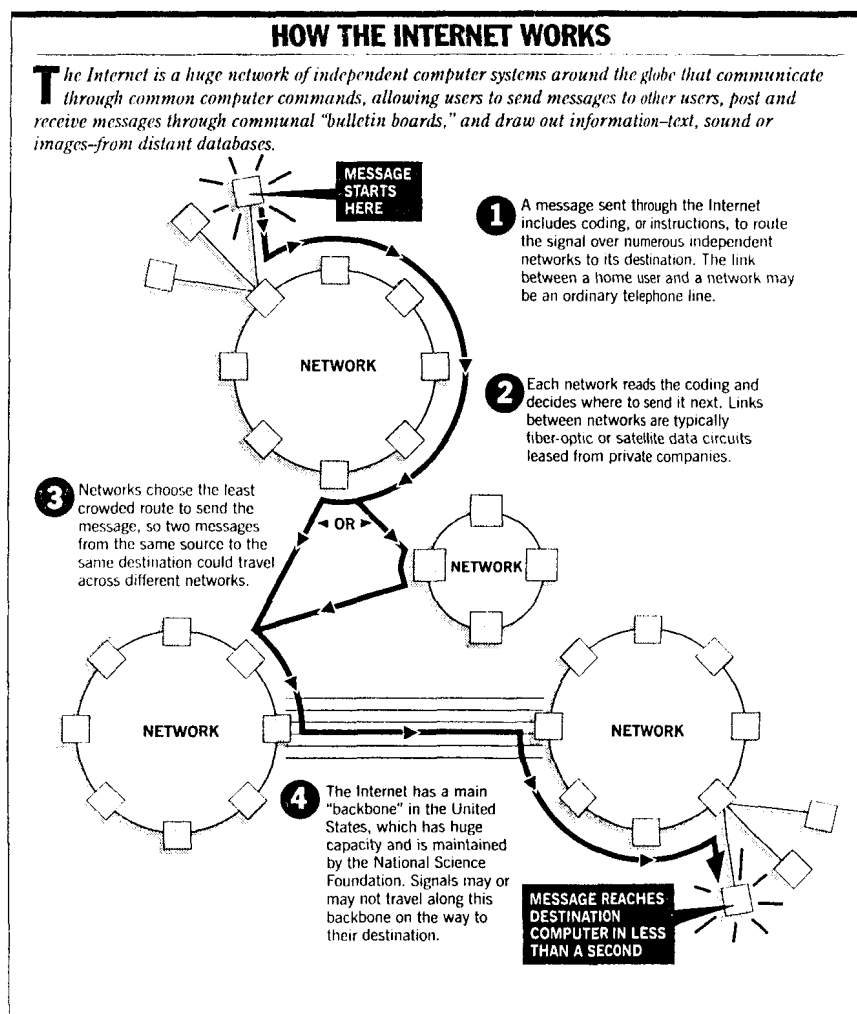 HOW THE INTERNET WORKS
The Internet is a huge network of independent computer systems around the globe that communicate
through common computer commands, allowing users to send messages to other users, post and
receive messages through communal “bulletin boards,” and draw out information–text, sound or
images–from distant databases.
MESSAGE
STARTS
HERE
1
A message sent through the Internet
includes coding, or instructions, to route
the signal over numerous independent
networks to its destination. The link
between a home user and a network may
be an ordinary telephone line.
NETWORK
2
Each network reads the coding and
decides where to send it next. Links
between networks are typically
fiber-optic or satellite data circuits
leased from private companies.
3
Networks choose the least
crowded route to send the
message, so two messages
from the same source to the
same destination could travel
across different networks.
OR
NETWORK
NETWORK
NETWORK
4
The Internet has a main
“backbone” in the United
States, which has huge
capacity and is maintained
by the National Science
Foundation. Signals may or
may not travel along this
backbone on the way to
their destination.
MESSAGE REACHES
DESTINATION
COMPUTER IN LESS
THAN A SECOND